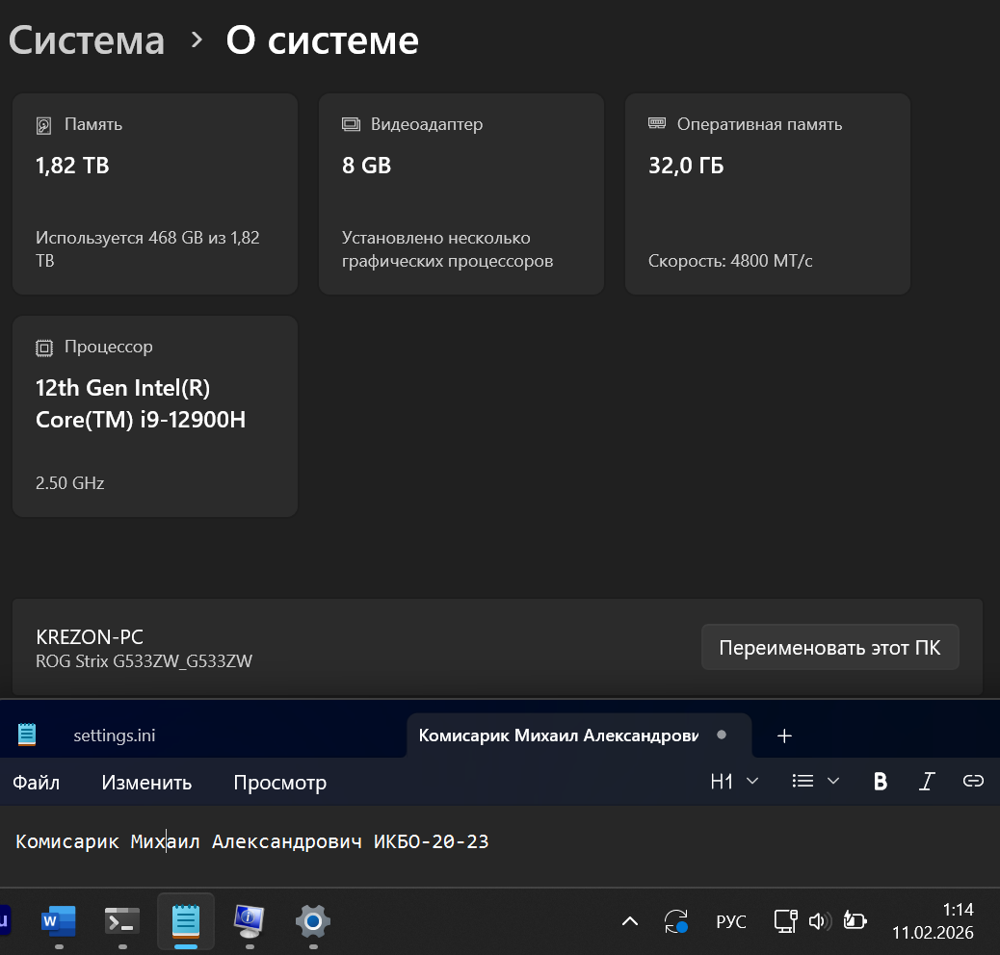 Система > О системе
Память
1,82 TB
Используется 468 GB из 1,82
TB
Видеоадаптер
8 GB
Установлено несколько
графических процессоров
Оперативная память
32,0 ГБ
Скорость: 4800 МТ/с
Процессор
12th Gen Intel(R)
Core(TM) i9-12900H
2.50 GHz
KREZON-PC
ROG Strix G533ZW_G533ZW
Переименовать этот ПК
settings.ini
Комисарик Михаил Александрови
Файл Изменить Просмотр H1 B I
Комисарик Михаил Александрович ИКБО-20-23
u W РУС 1:14
11.02.2026